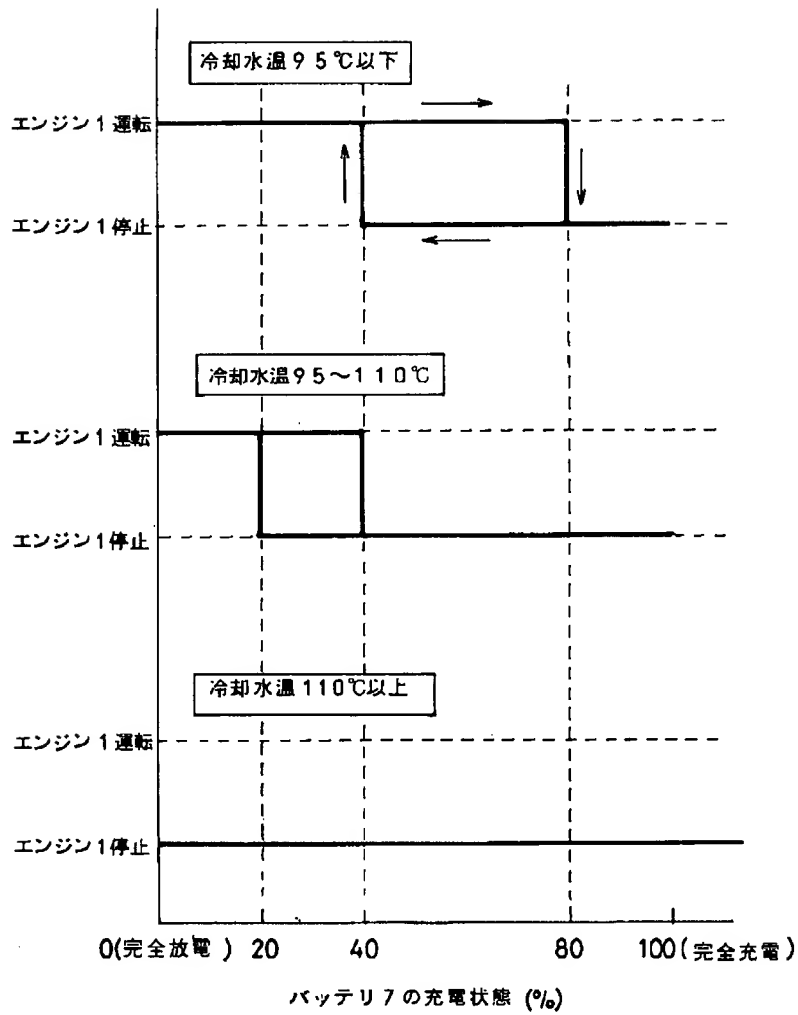 冷却水温95℃以下
エンジン1運転
エンジン1停止
冷却水温95〜110℃
エンジン1運転
エンジン1停止
冷却水温110℃以上
エンジン1運転
エンジン1停止
0(完全放電) 20 40 80 100(完全充電)
バッテリ7の充電状態 (%)